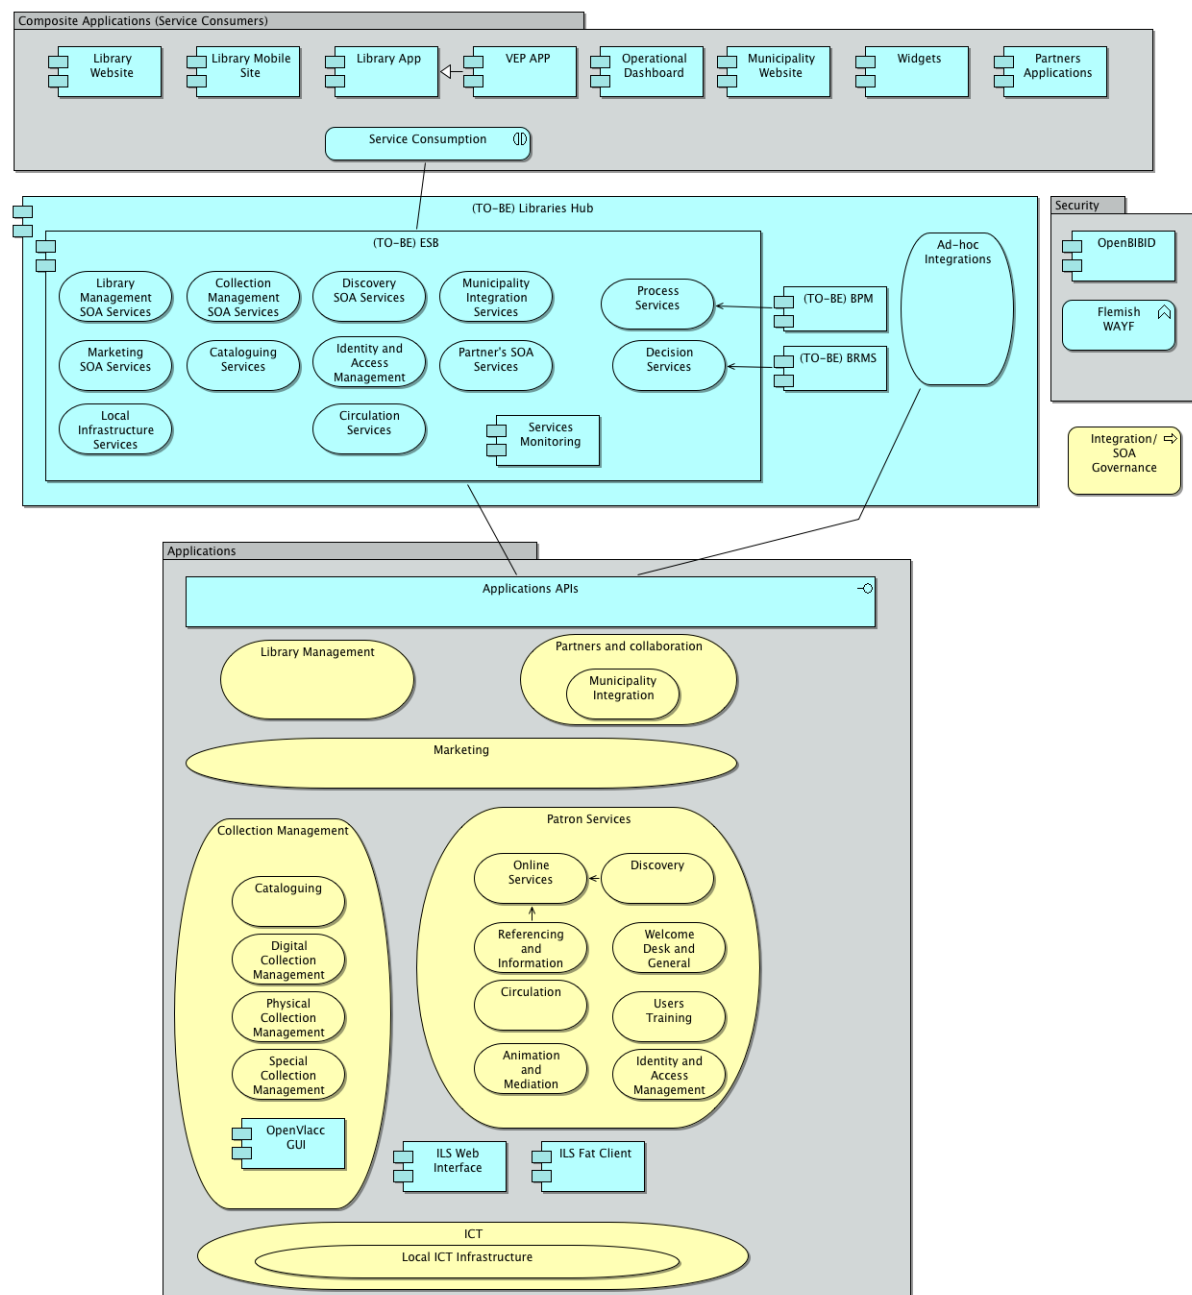 Composite Applications (Service Consumers)
Library
Website
Library Mobile
Site
Library App
VEP APP
Operational
Dashboard
Municipality
Website
Widgets
Partners
Applications
Service Consumption
(TO-BE) Libraries Hub
(TO-BE) ESB
Library
Management
SOA Services
Collection
Management
SOA Services
Discovery
SOA Services
Municipality
Integration
Services
Process
Services
(TO-BE) BPM
Ad-hoc
Integrations
Marketing
SOA Services
Cataloguing
Services
Identity and
Access
Management
Partner's SOA
Services
Decision
Services
(TO-BE) BRMS
Local
Infrastructure
Services
Circulation
Services
Services
Monitoring
Security
OpenBIBID
Flemish
WAYF
Integration/
SOA
Governance
Applications
Applications APIs
Library Management
Partners and collaboration
Municipality
Integration
Marketing
Collection Management
Cataloguing
Digital
Collection
Management
Physical
Collection
Management
Special
Collection
Management
OpenVlacc
GUI
Patron Services
Online
Services
Discovery
Referencing
and
Information
Welcome
Desk and
General
Circulation
Users
Training
Animation
and
Mediation
Identity and
Access
Management
ILS Web
Interface
ILS Fat Client
ICT
Local ICT Infrastructure